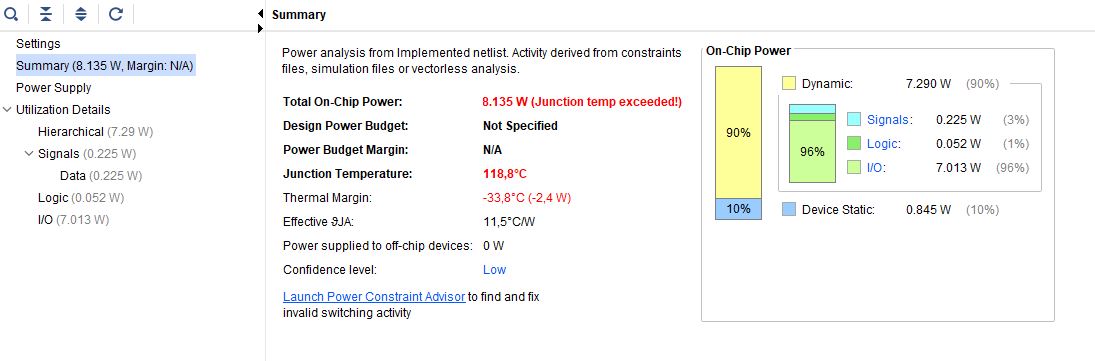 Summary
Settings
Summary (8.135 W, Margin: N/A)
Power Supply
Utilization Details
Hierarchical (7.29 W)
Signals (0.225 W)
Data (0.225 W)
Logic (0.052 W)
I/O (7.013 W)
Power analysis from Implemented netlist. Activity derived from constraints
files, simulation files or vectorless analysis.
Total On-Chip Power: 8.135 W (Junction temp exceeded!)
Design Power Budget: Not Specified
Power Budget Margin: N/A
Junction Temperature: 118,8°C
Thermal Margin: -33,8°C (-2,4 W)
Effective ϑJA: 11,5°C/W
Power supplied to off-chip devices: 0 W
Confidence level: Low
Launch Power Constraint Advisor to find and fix
invalid switching activity
On-Chip Power
90%
10%
Dynamic: 7.290 W (90%)
96%
Signals: 0.225 W (3%)
Logic: 0.052 W (1%)
I/O: 7.013 W (96%)
Device Static: 0.845 W (10%)